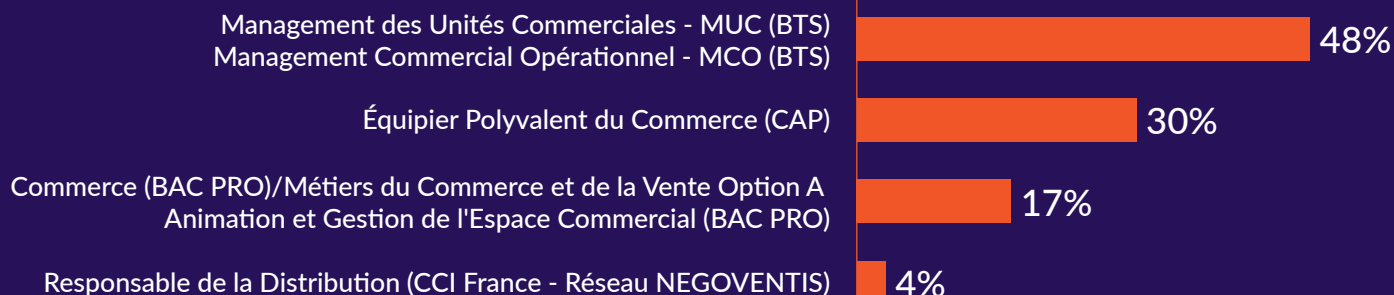 Management des Unités Commerciales - MUC (BTS)
Management Commercial Opérationnel - MCO (BTS)
48%
Équipier Polyvalent du Commerce (CAP)
30%
Commerce (BAC PRO)/Métiers du Commerce et de la Vente Option A
Animation et Gestion de l'Espace Commercial (BAC PRO)
17%
Responsable de la Distribution (CCI France - Réseau NEGOVENTIS)
4%